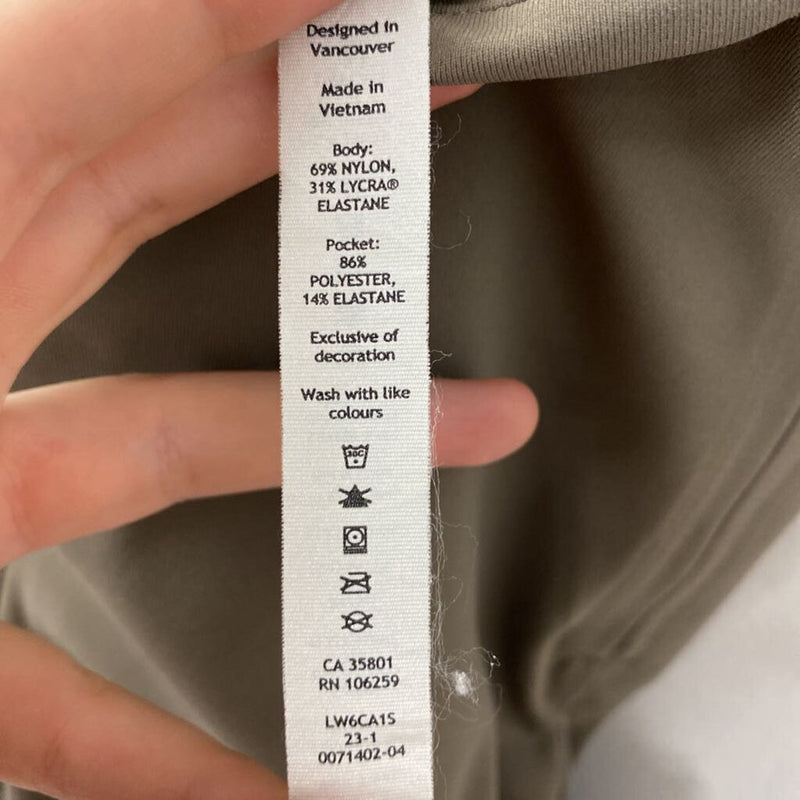 Designed in
Vancouver
Made in
Vietnam
Body:
69% NYLON,
31% LYCRA®
ELASTANE
Pocket:
86%
POLYESTER,
14% ELASTANE
Exclusive of
decoration
Wash with like
colours
30C
CA 35801
RN 106259
LW6CA1S
23-1
0071402-04